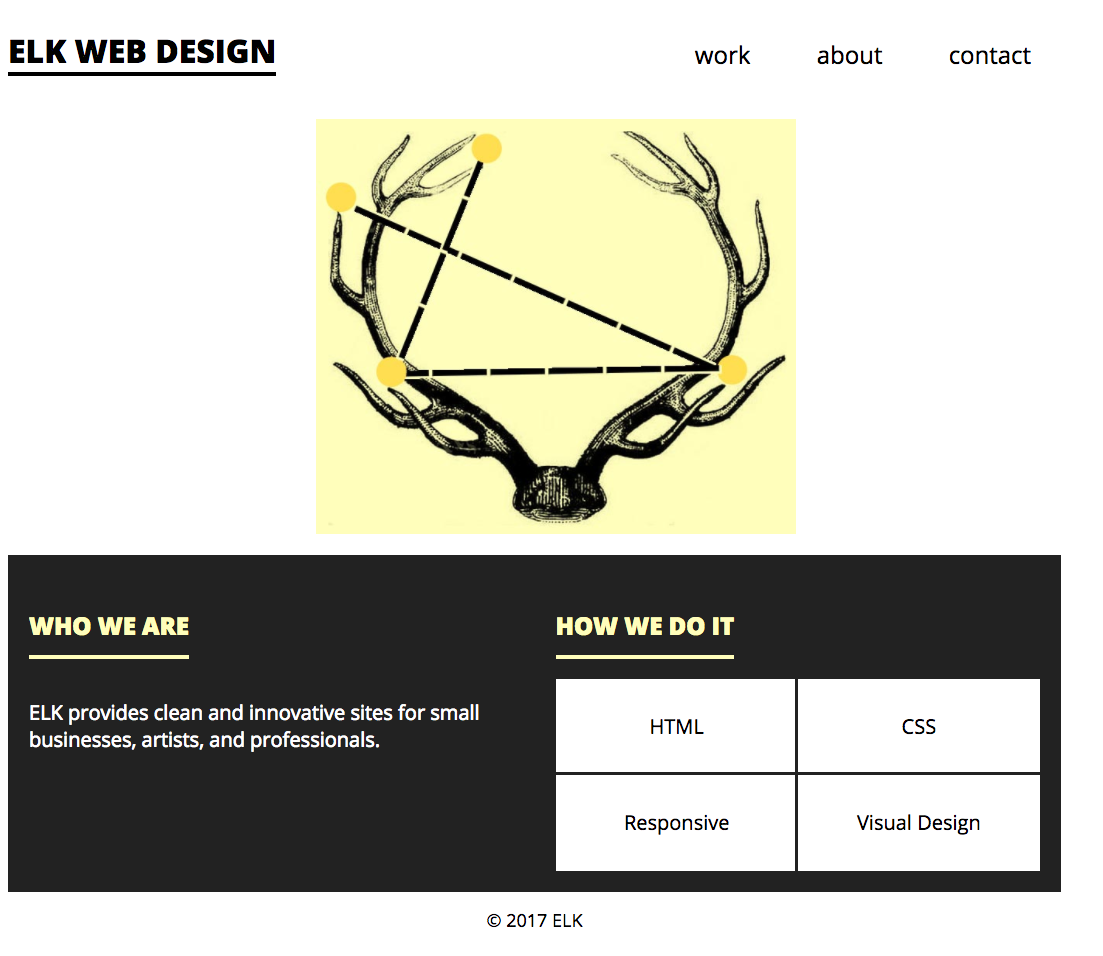 ELK WEB DESIGN
work about contact
WHO WE ARE
ELK provides clean and innovative sites for small
businesses, artists, and professionals.
HOW WE DO IT
HTML CSS
Responsive Visual Design
© 2017 ELK